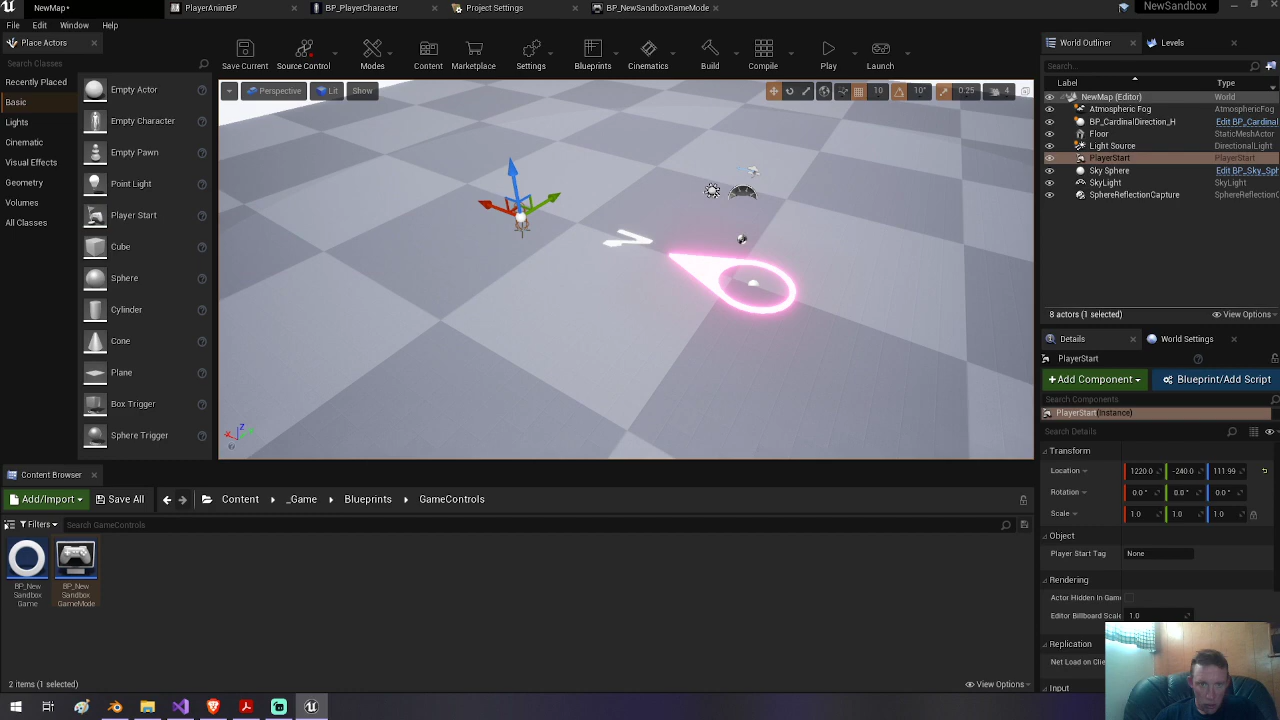 NewMap*
PlayerAnimBP
BP_PlayerCharacter
Project Settings
BP_NewSandboxGameMode
NewSandbox
File
Edit
Window
Help
Place Actors
Search Classes
Recently Placed
Basic
Lights
Cinematic
Visual Effects
Geometry
Volumes
All Classes
Empty Actor
Empty Character
Empty Pawn
Point Light
Player Start
Cube
Sphere
Cylinder
Cone
Plane
Box Trigger
Sphere Trigger
Save Current
Source Control
Modes
Content
Marketplace
Settings
Blueprints
Cinematics
Build
Compile
Play
Launch
Perspective
Lit
Show
10
10°
0.25
4
N
X
Z
World Outliner
Levels
Search...
Label
Type
NewMap (Editor)
World
Atmospheric Fog
AtmosphericFog
BP_CardinalDirection_H
Edit BP_Cardinal
Floor
StaticMeshActor
Light Source
DirectionalLight
PlayerStart
PlayerStart
Sky Sphere
Edit BP_Sky_Sph
SkyLight
SkyLight
SphereReflectionCapture
SphereReflection
8 actors (1 selected)
View Options
Details
World Settings
PlayerStart
+Add Component
Blueprint/Add Script
Search Components
PlayerStart(Instance)
Search Details
Transform
Location
1220.0
-240.0
111.99
Rotation
0.0°
0.0°
0.0°
Scale
1.0
1.0
1.0
Object
Player Start Tag
None
Rendering
Actor Hidden In Game
Editor Billboard Scale
1.0
Replication
Net Load on Clie
Input
Content Browser
Add/Import
Save All
Content
_Game
Blueprints
GameControls
Filters
Search GameControls
BP_New
Sandbox
Game
BP_New
Sandbox
GameMode
2 items (1 selected)
View Options